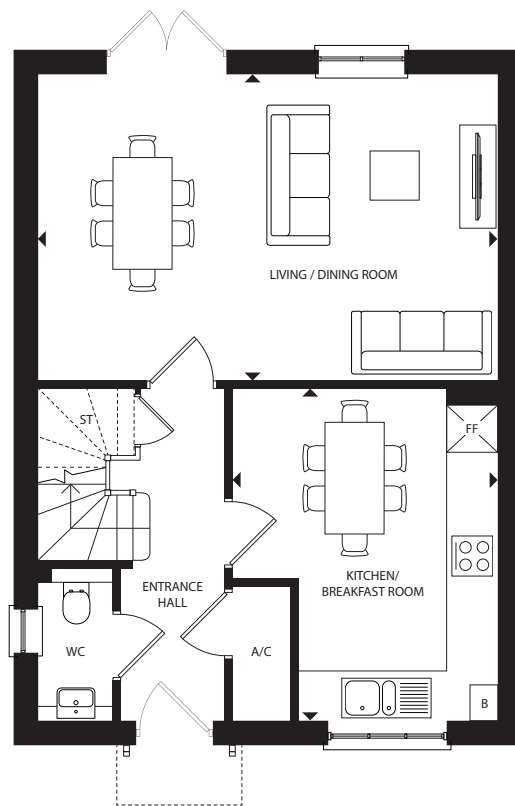 LIVING / DINING ROOM
ST
FF
KITCHEN/
BREAKFAST ROOM
ENTRANCE
HALL
WC
A/C
B